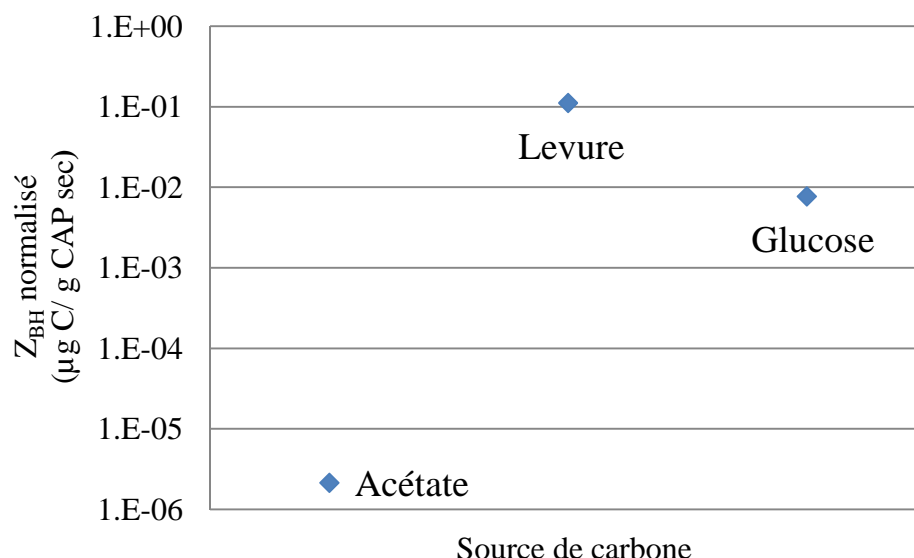 1.E+00
1.E-01
1.E-02
1.E-03
1.E-04
1.E-05
1.E-06
Z_BH normalisé
(µg C/ g CAP sec)
Levure
Glucose
Acétate
Source de carbone